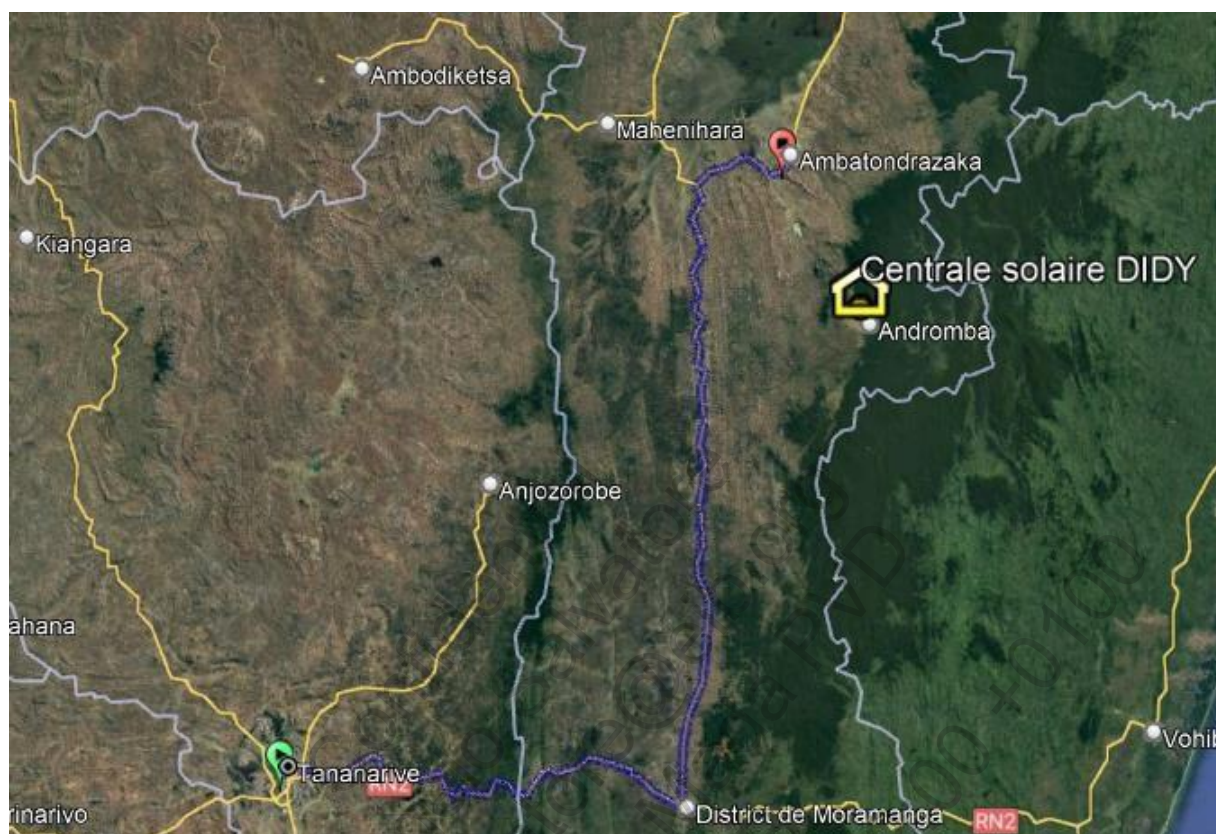 Ambodiketsa
Mahenihara
Ambatondrazaka
Kiangara
Centrale solaire DIDY
Andromba
Anjozorobe
ahana
Tananarive
RN2
Vohib
rinarivo
District de Moramanga
RN2